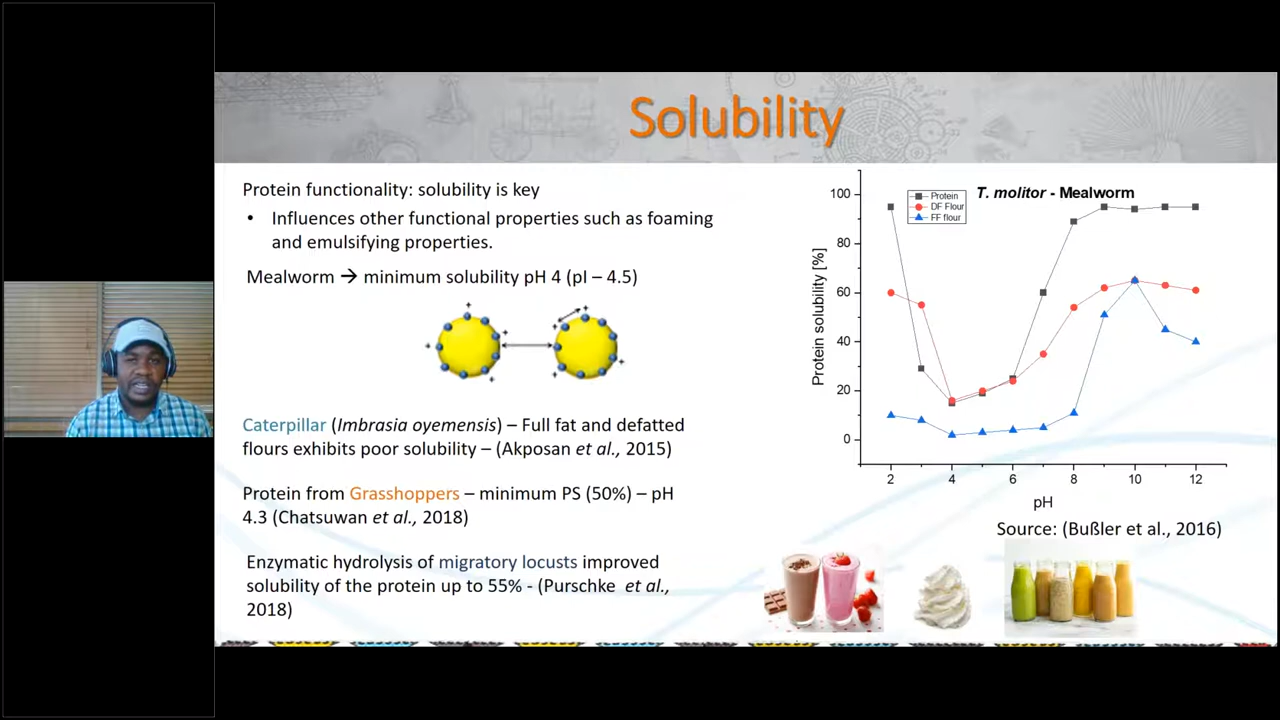 Solubility
Protein functionality: solubility is key
• Influences other functional properties such as foaming
and emulsifying properties.
Mealworm → minimum solubility pH 4 (pI – 4.5)
Caterpillar (Imbrasia oyemensis) – Full fat and defatted
flours exhibits poor solubility – (Akposan et al., 2015)
Protein from Grasshoppers – minimum PS (50%) – pH
4.3 (Chatsuwan et al., 2018)
Enzymatic hydrolysis of migratory locusts improved
solubility of the protein up to 55% - (Purschke et al.,
2018)
T. molitor - Mealworm
Protein
DF Flour
FF flour
Protein solubility [%]
100
80
60
40
20
0
2 4 6 8 10 12
pH
Source: (Bußler et al., 2016)